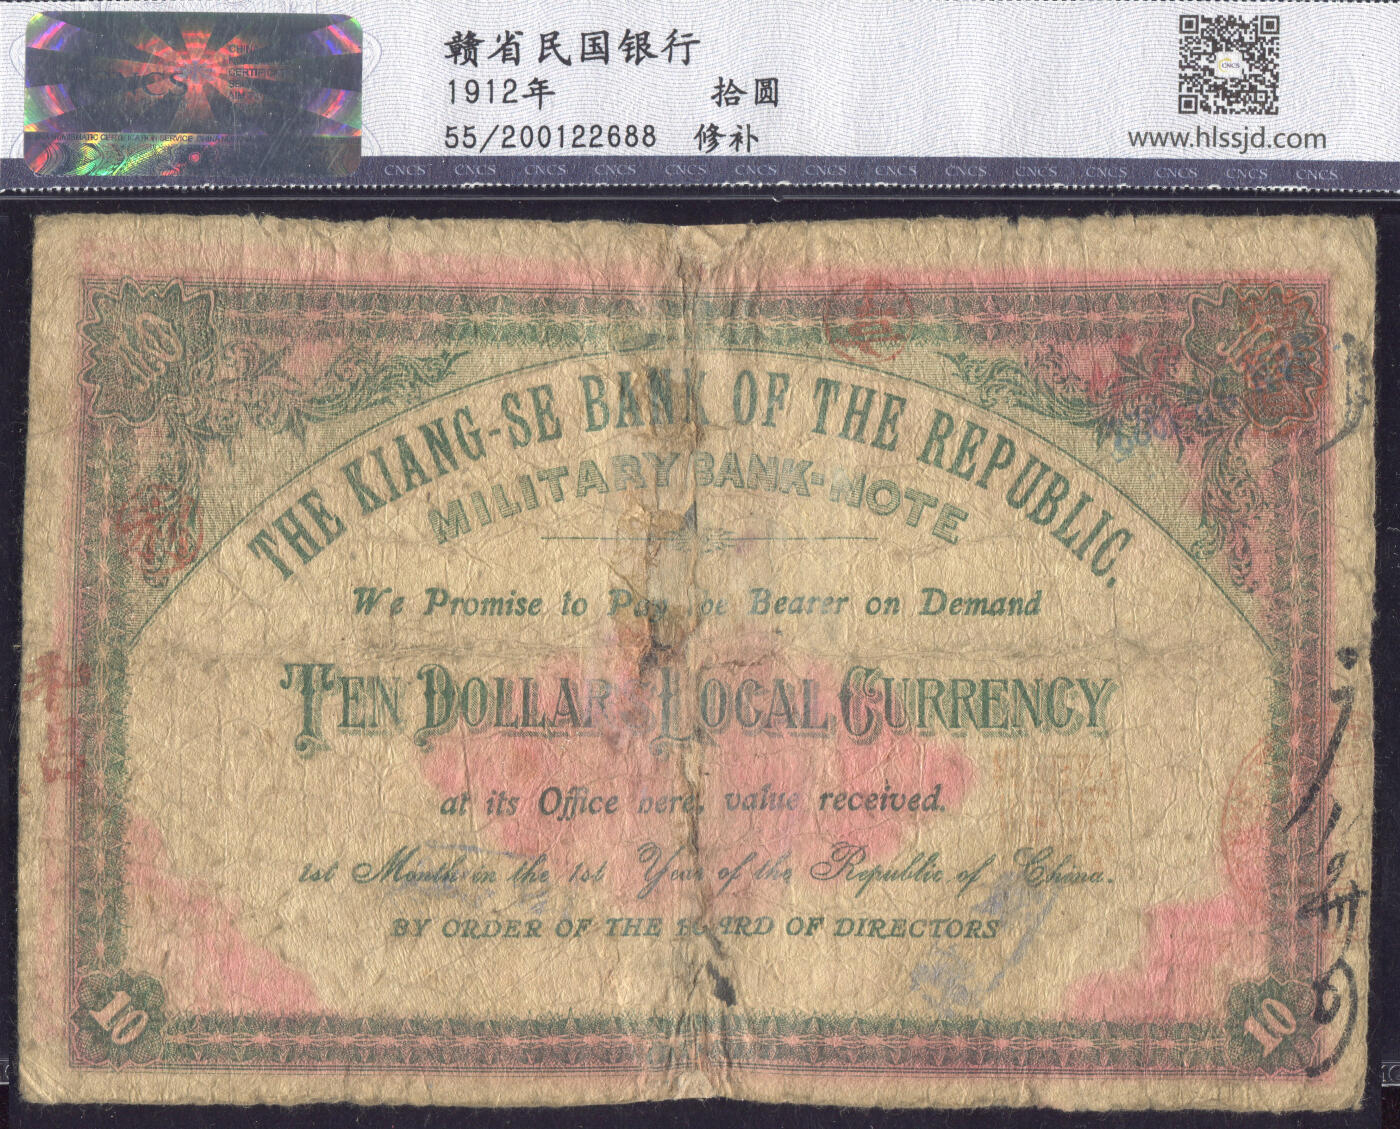 赣省民国银行
1912年 拾圆
55/200122688 修补
CNCS
www.hlssjd.com
CNCS CNCS CNCS CNCS CNCS CNCS CNCS CNCS CNCS CNCS CNCS CNCS CNCS CNCS
10
THE KIANG-SE BANK OF THE REPUBLIC.
MILITARY BANK-NOTE
We Promise to Pay Bearer on Demand
TEN DOLLARS LOCAL CURRENCY
at its Office here, value received.
1st Month in the 1st Year of the Republic of China.
BY ORDER OF THE BOARD OF DIRECTORS
10 10